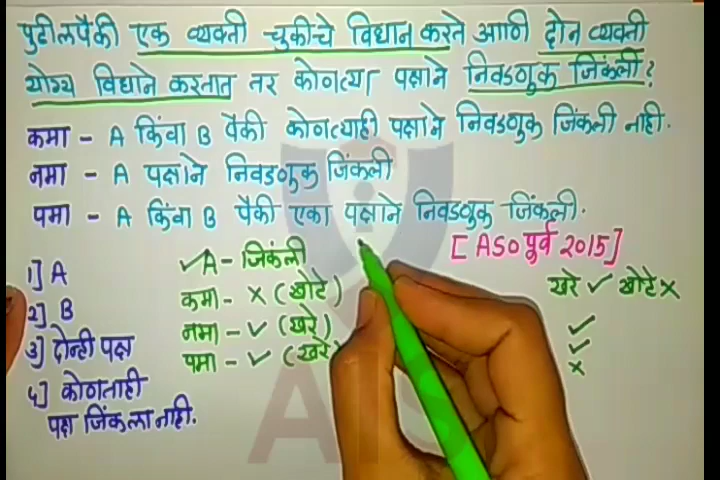 पुढीलपैकी एक व्यक्ती चुकीचे विधान करते आणि दोन व्यक्ती
योग्य विधाने करतात तर कोणत्या पक्षाने निवडणुक जिंकली?
कमा - A किंवा B पैकी कोणत्याही पक्षाने निवडणुक जिंकली नाही.
नमा - A पक्षाने निवडणुक जिंकली
पमा - A किंवा B पैकी एका पक्षाने निवडणुक जिंकली.
[ ASO पुर्व 2015]
1] A
2] B
3] दोन्ही पक्ष
4] कोणताही
पक्ष जिंकला नाही.
✓A - जिंकली
कमा - × (खोटे)
नमा - ✓ (खरे)
पमा - ✓ (खरे)
खरे ✓ खोटे ×
✓
✓
×
AIS